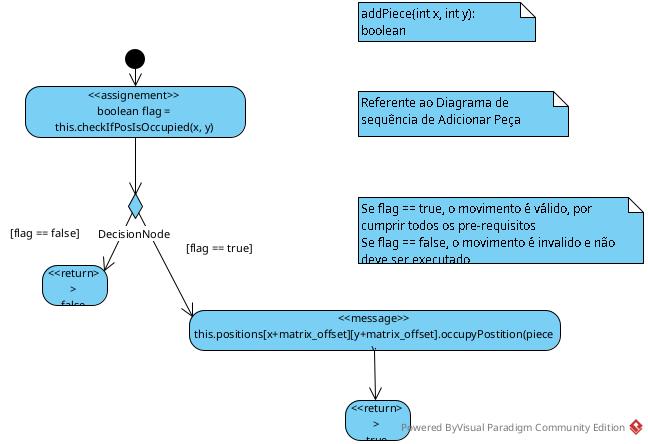 addPiece(int x, int y):
boolean
<<assignement>>
boolean flag =
this.checkIfPosIsOccupied(x, y)
Referente ao Diagrama de
sequência de Adicionar Peça
Se flag == true, o movimento é válido, por
cumprir todos os pre-requisitos
Se flag == false, o movimento é invalido e não
deve ser executado
[flag == false]
DecisionNode
[flag == true]
<<return>
>
false
<<message>>
this.positions[x+matrix_offset][y+matrix_offset].occupyPostition(piece
);
<<return>
>
true
Powered ByVisual Paradigm Community Edition